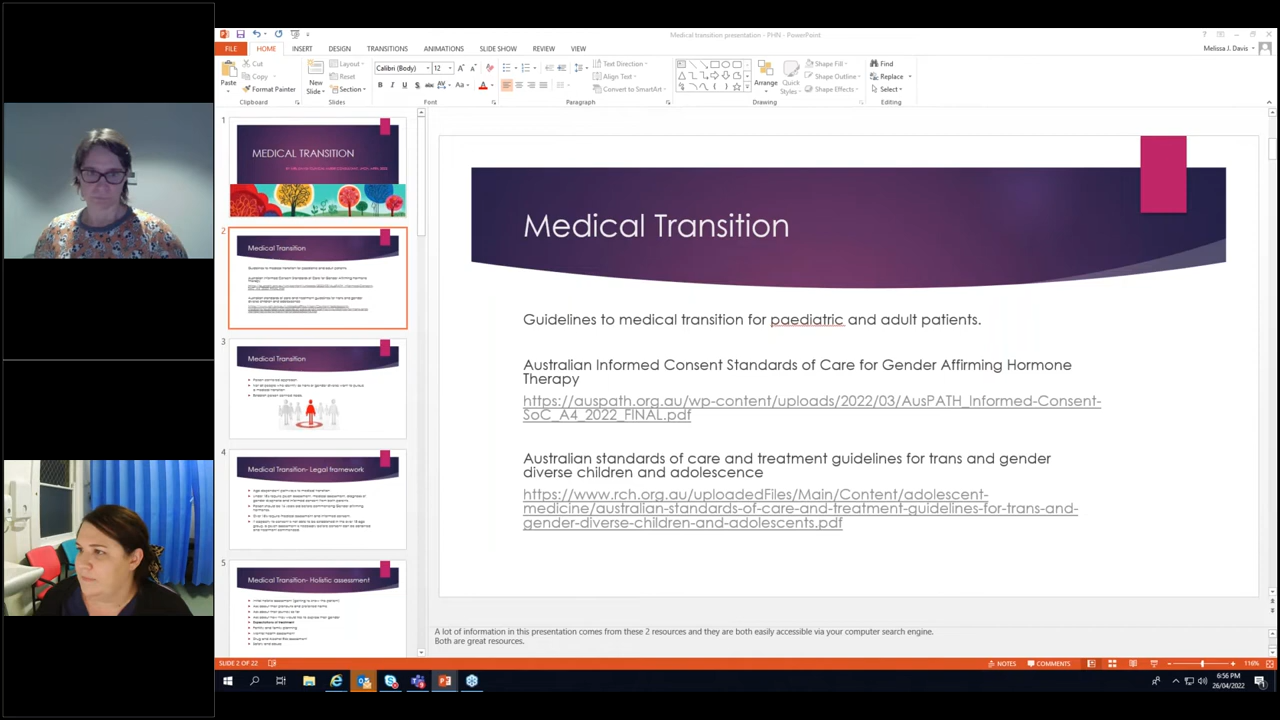 Medical transition presentation - PHN - PowerPoint
Melissa J. Davis
FILE HOME INSERT DESIGN TRANSITIONS ANIMATIONS SLIDE SHOW REVIEW VIEW
Paste
Cut
Copy
Format Painter
Clipboard
New Slide
Layout
Reset
Section
Slides
Calibri (Body) 12
Font
Text Direction
Align Text
Convert to SmartArt
Paragraph
Arrange
Quick Styles
Shape Fill
Shape Outline
Shape Effects
Drawing
Find
Replace
Select
Editing
1
MEDICAL TRANSITION
2
Medical Transition
3
Medical Transition
4
Medical Transition- Legal framework
5
Medical Transition- Holistic assessment
Medical Transition
Guidelines to medical transition for paediatric and adult patients.
Australian Informed Consent Standards of Care for Gender Affirming Hormone
Therapy
https://auspath.org.au/wp-content/uploads/2022/03/AusPATH_Informed-Consent-
SoC_A4_2022_FINAL.pdf
Australian standards of care and treatment guidelines for trans and gender
diverse children and adolescence
https://www.rch.org.au/uploadedFiles/Main/Content/adolescent-
medicine/australian-standards-of-care-and-treatment-guidelines-for-trans-and-
gender-diverse-children-and-adolescents.pdf
A lot of information in this presentation comes from these 2 resources and they are both easily accessible via your computer search engine.
Both are great resources.
SLIDE 2 OF 22
NOTES
COMMENTS
116%
6:56 PM
26/04/2022